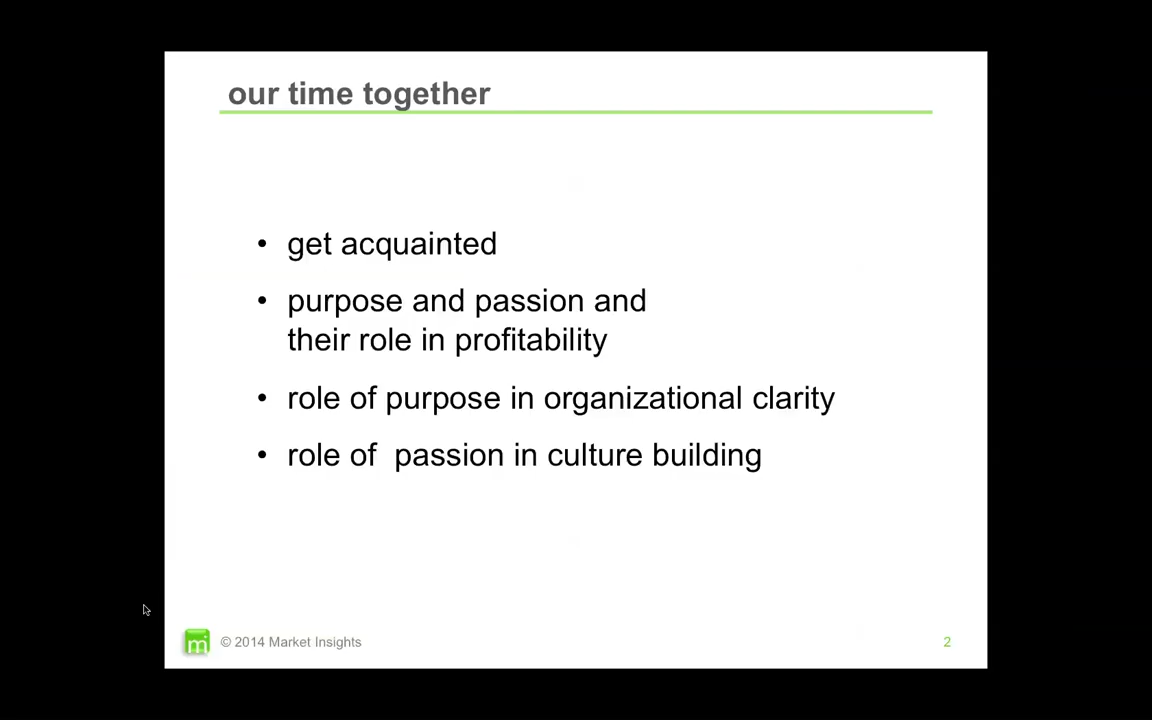 our time together
• get acquainted
• purpose and passion and
their role in profitability
• role of purpose in organizational clarity
• role of  passion in culture building
mi © 2014 Market Insights
2